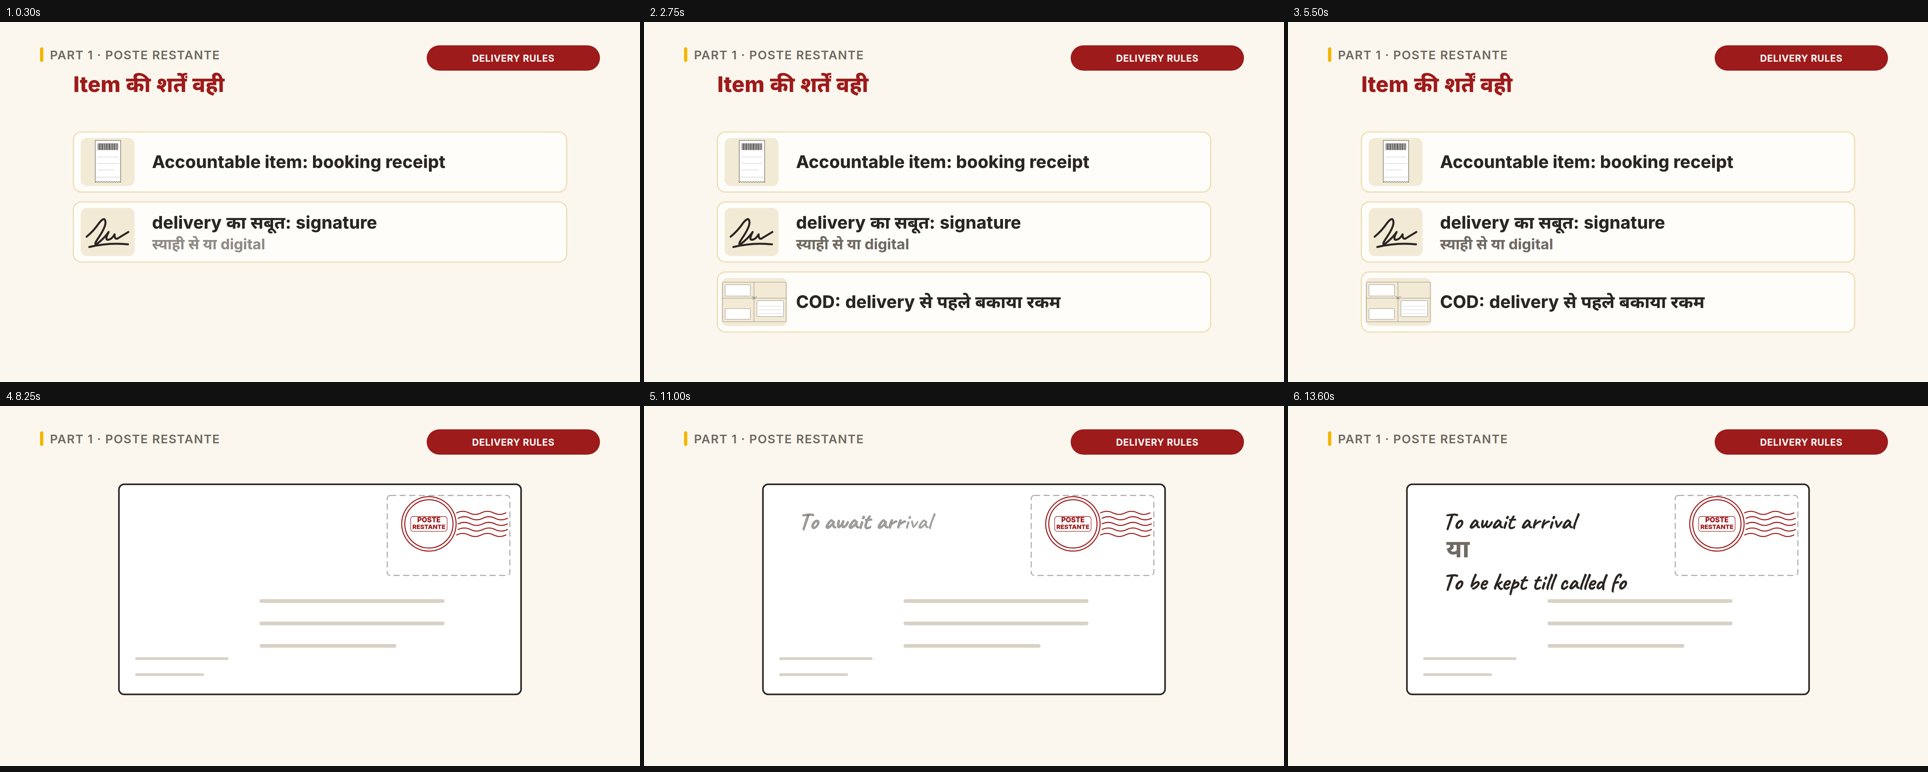 1. 0.30s
PART 1 · POSTE RESTANTE
DELIVERY RULES
Item की शर्तें वही
Accountable item: booking receipt
delivery का सबूत: signature
स्याही से या digital
2. 2.75s
PART 1 · POSTE RESTANTE
DELIVERY RULES
Item की शर्तें वही
Accountable item: booking receipt
delivery का सबूत: signature
स्याही से या digital
COD: delivery से पहले बकाया रकम
3. 5.50s
PART 1 · POSTE RESTANTE
DELIVERY RULES
Item की शर्तें वही
Accountable item: booking receipt
delivery का सबूत: signature
स्याही से या digital
COD: delivery से पहले बकाया रकम
4. 8.25s
PART 1 · POSTE RESTANTE
DELIVERY RULES
POSTE
RESTANTE
5. 11.00s
PART 1 · POSTE RESTANTE
DELIVERY RULES
To await arrival
POSTE
RESTANTE
6. 13.60s
PART 1 · POSTE RESTANTE
DELIVERY RULES
To await arrival
POSTE
RESTANTE
या
To be kept till called fo